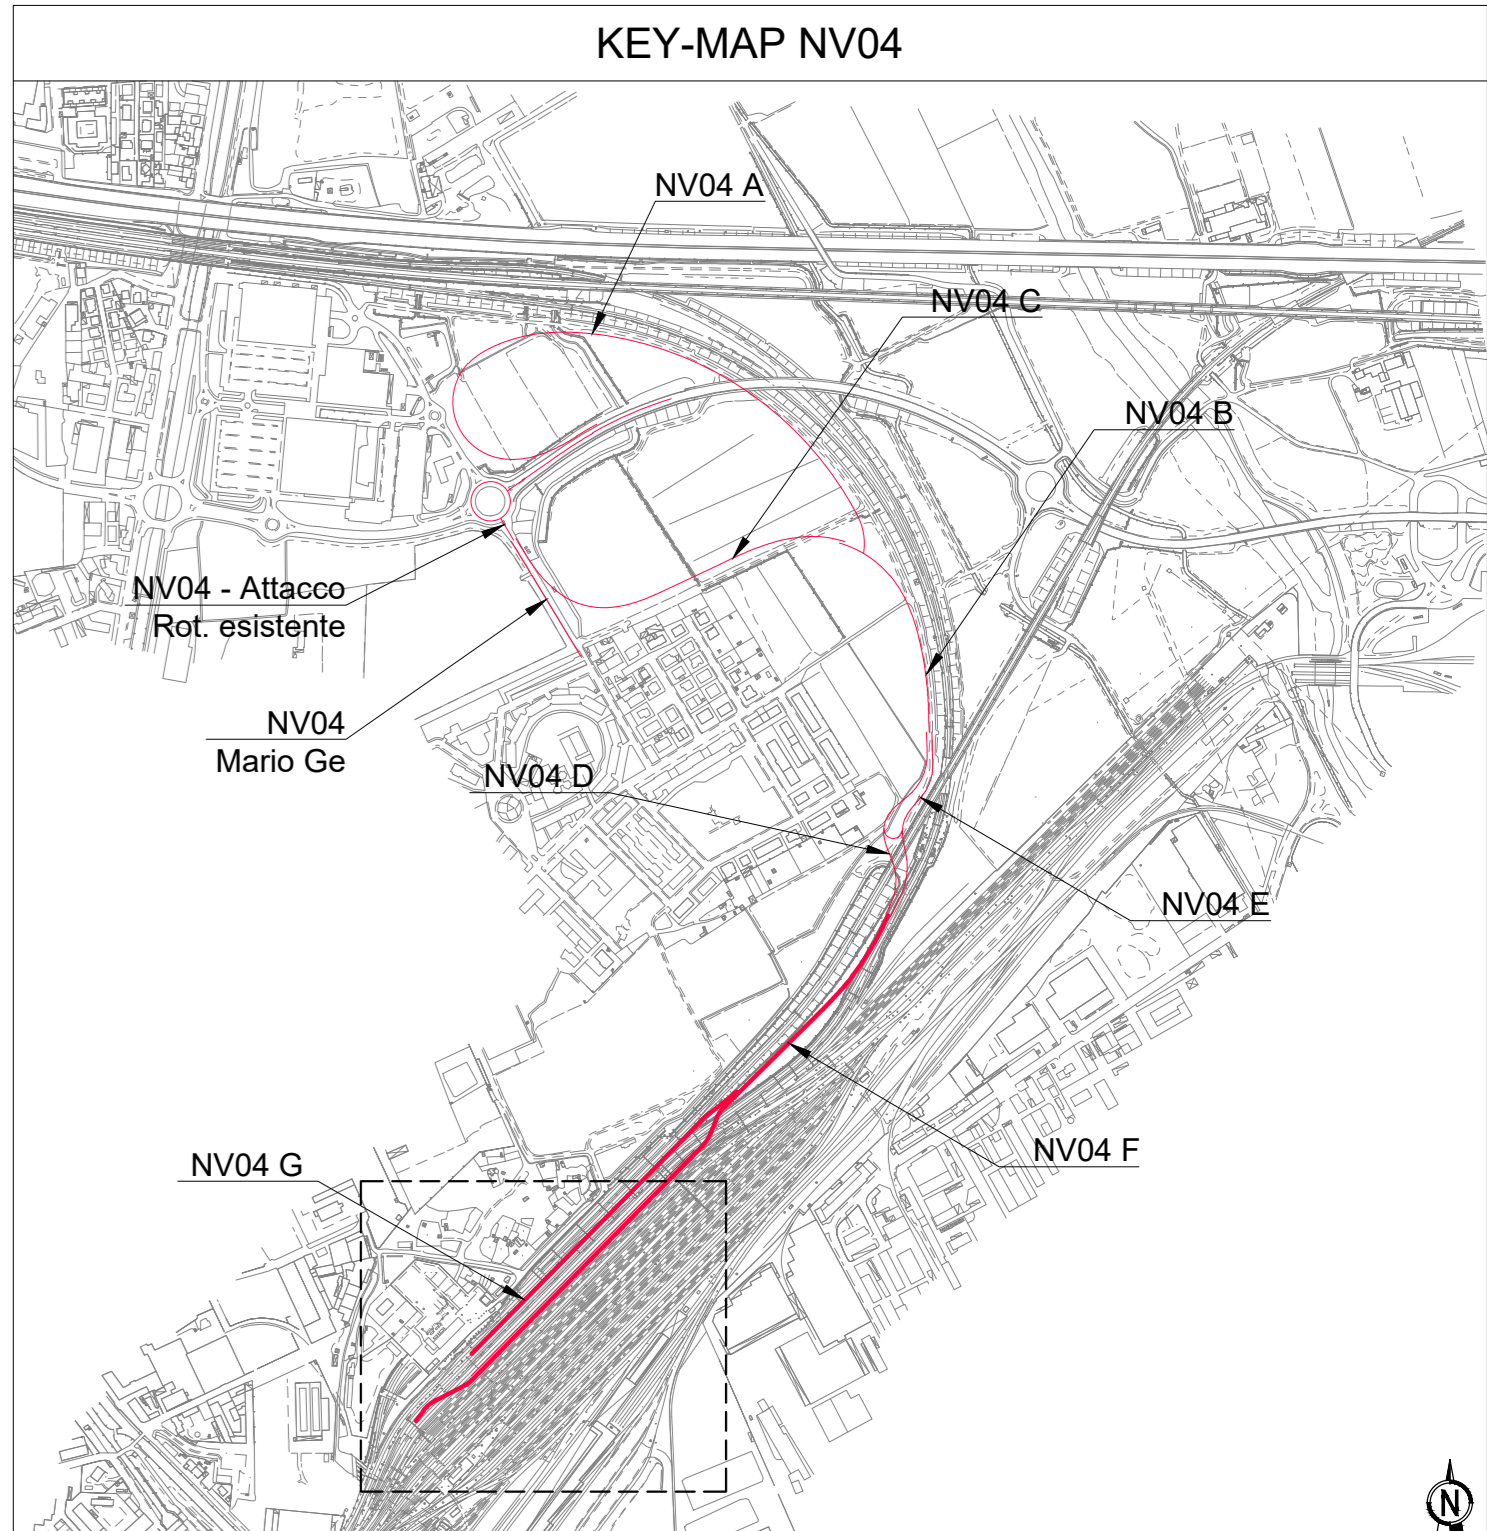 KEY-MAP NV04
NV04 A
NV04 C
NV04 B
NV04 - Attacco
Rot. esistente
NV04
Mario Ge
NV04 D
NV04 E
NV04 F
NV04 G
N